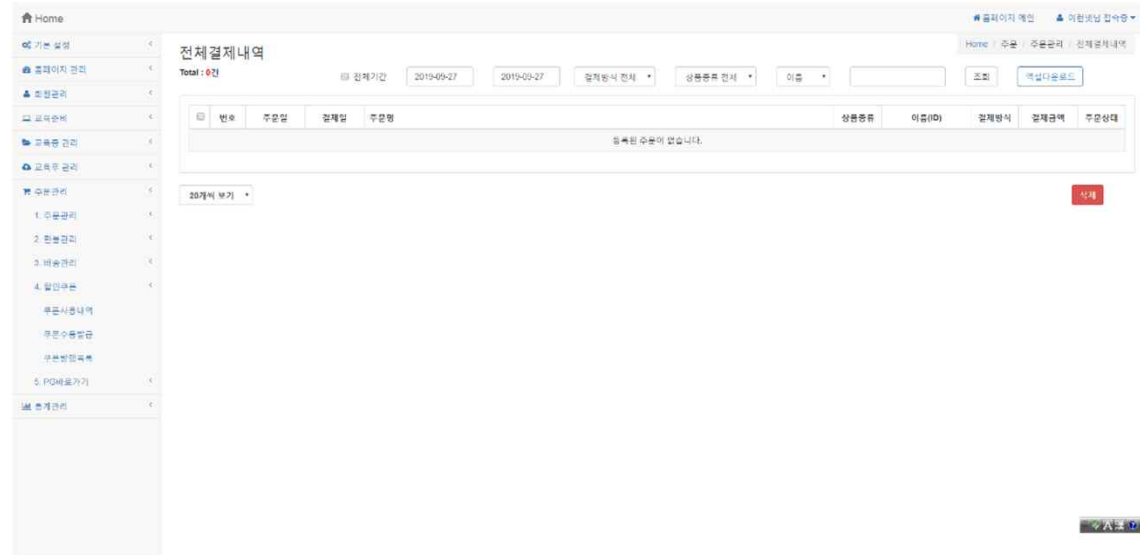 Home
홈페이지 메인
이런넷님 접속중
기본 설정
홈페이지 관리
회원관리
교육준비
교육중 관리
교육후 관리
주문관리
1. 주문관리
2. 환불관리
3. 배송관리
4. 할인쿠폰
쿠폰사용내역
쿠폰수동발급
쿠폰발행목록
5. PG바로가기
통계관리
전체결제내역
Home / 주문 / 주문관리 / 전체결제내역
Total : 0건
전체기간 2019-09-27 2019-09-27 결제방식 전체 상품종류 전체 이름 조회 엑셀다운로드
번호 주문일 결제일 주문명 상품종류 이름(ID) 결제방식 결제금액 주문상태
등록된 주문이 없습니다.
20개씩 보기
삭제